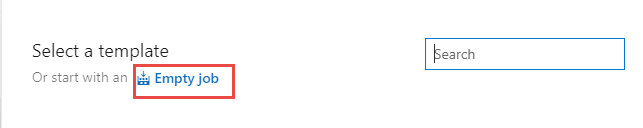 Select a template
Search
Or start with an Empty job